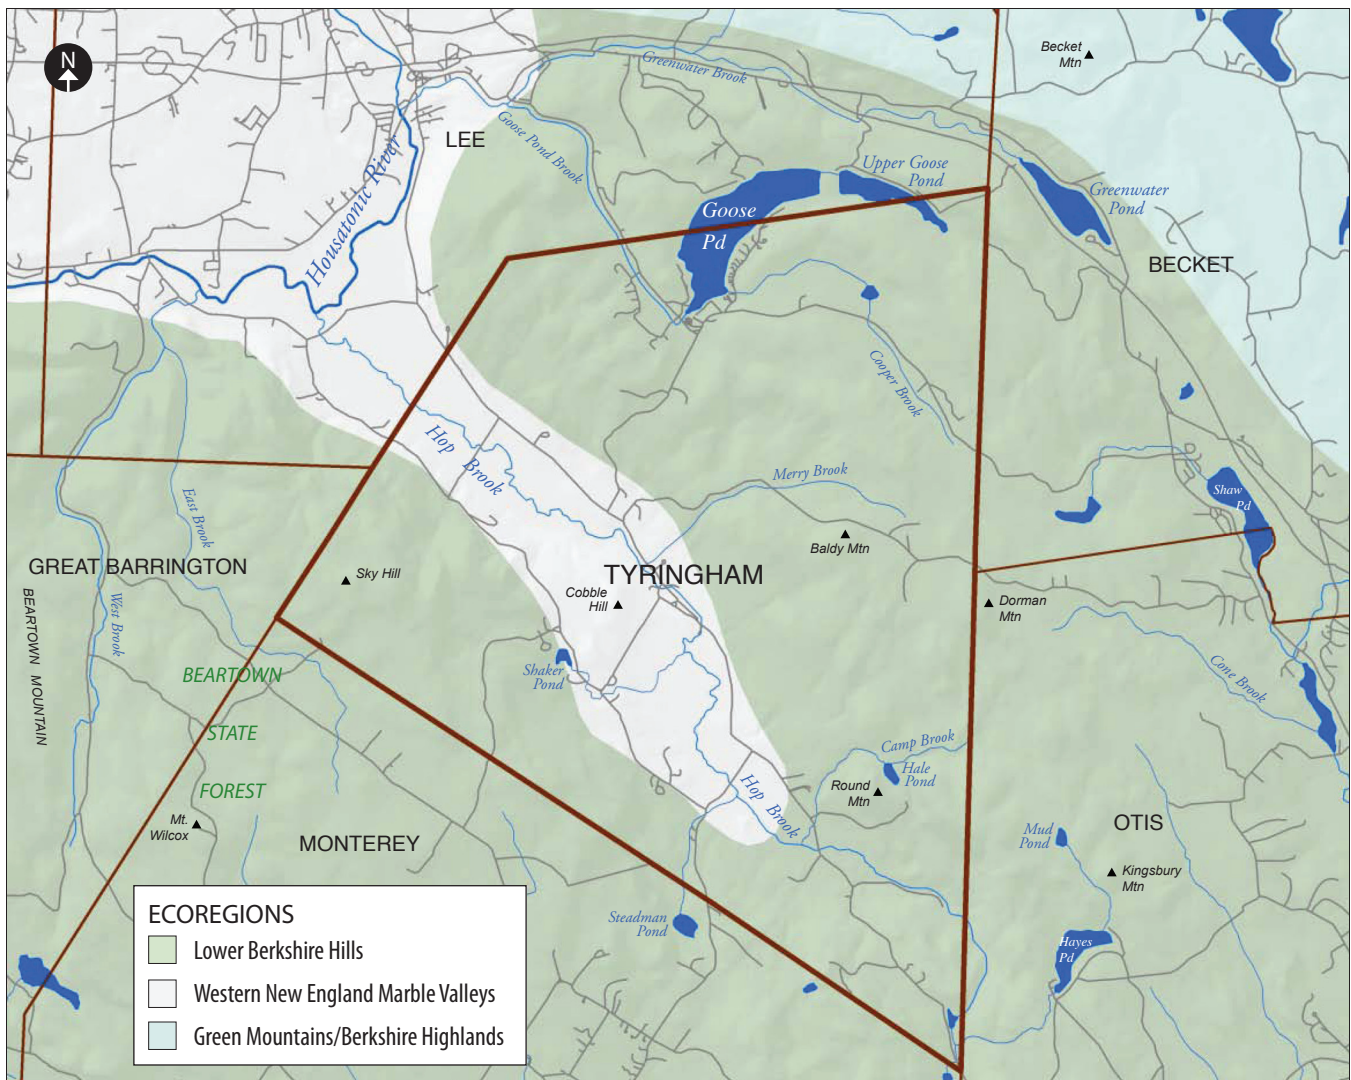 N
Becket
Mtn
Greenwater Brook
LEE
Goose Pond Brook
Housatonic River
Upper Goose
Pond
Greenwater
Pond
Goose
Pd
BECKET
Cooper Brook
Hop Brook
Merry Brook
Shaw
Pd
East Brook
Baldy Mtn
GREAT BARRINGTON
Sky Hill
TYRINGHAM
Cobble
Hill
Dorman
Mtn
BEARTOWN MOUNTAIN
West Brook
BEARTOWN
STATE
FOREST
Shaker
Pond
Cone Brook
Camp Brook
Hale
Pond
Round
Mtn
Hop Brook
Mt.
Wilcox
MONTEREY
Mud
Pond
OTIS
Kingsbury
Mtn
Steadman
Pond
Hayes
Pd
ECOREGIONS
Lower Berkshire Hills
Western New England Marble Valleys
Green Mountains/Berkshire Highlands